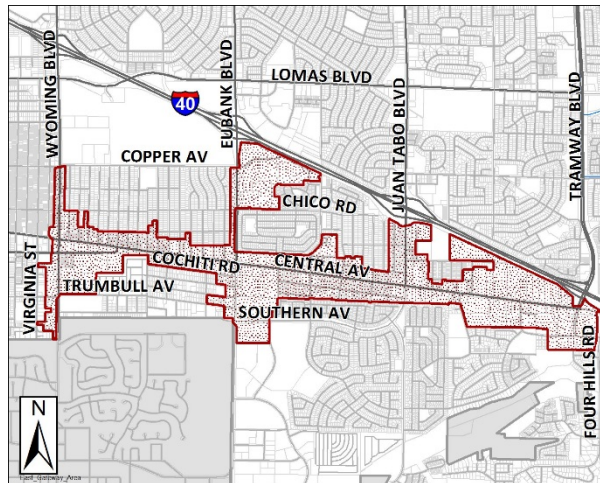 WYOMING BLVD
EUBANK BLVD
LOMAS BLVD
JUAN TABO BLVD
TRAMWAY BLVD
40
COPPER AV
CHICO RD
VIRGINIA ST
COCHITI RD
CENTRAL AV
TRUMBULL AV
SOUTHERN AV
FOUR HILLS RD
N
East_Gateway_Area